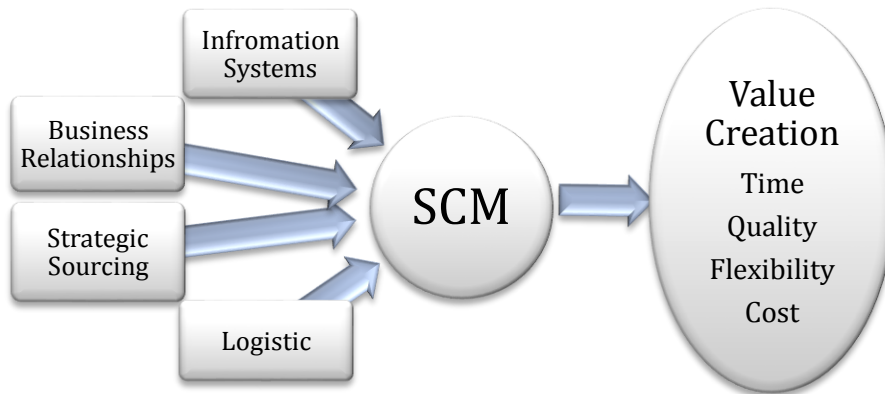 Infromation
Systems
Business
Relationships
Strategic
Sourcing
Logistic
SCM
Value
Creation
Time
Quality
Flexibility
Cost